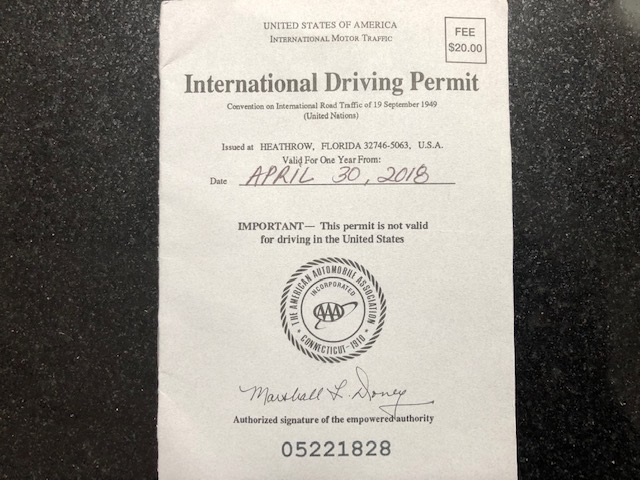 UNITED STATES OF AMERICA
INTERNATIONAL MOTOR TRAFFIC
FEE
$20.00
International Driving Permit
Convention on International Road Traffic of 19 September 1949
(United Nations)
Issued at HEATHROW, FLORIDA 32746-5063, U.S.A.
Valid For One Year From:
Date APRIL 30, 2018
IMPORTANT— This permit is not valid
for driving in the United States
THE AMERICAN AUTOMOBILE ASSOCIATION
INCORPORATED
AAA
CONNECTICUT-1910
Marshall L. Doney
Authorized signature of the empowered authority
05221828